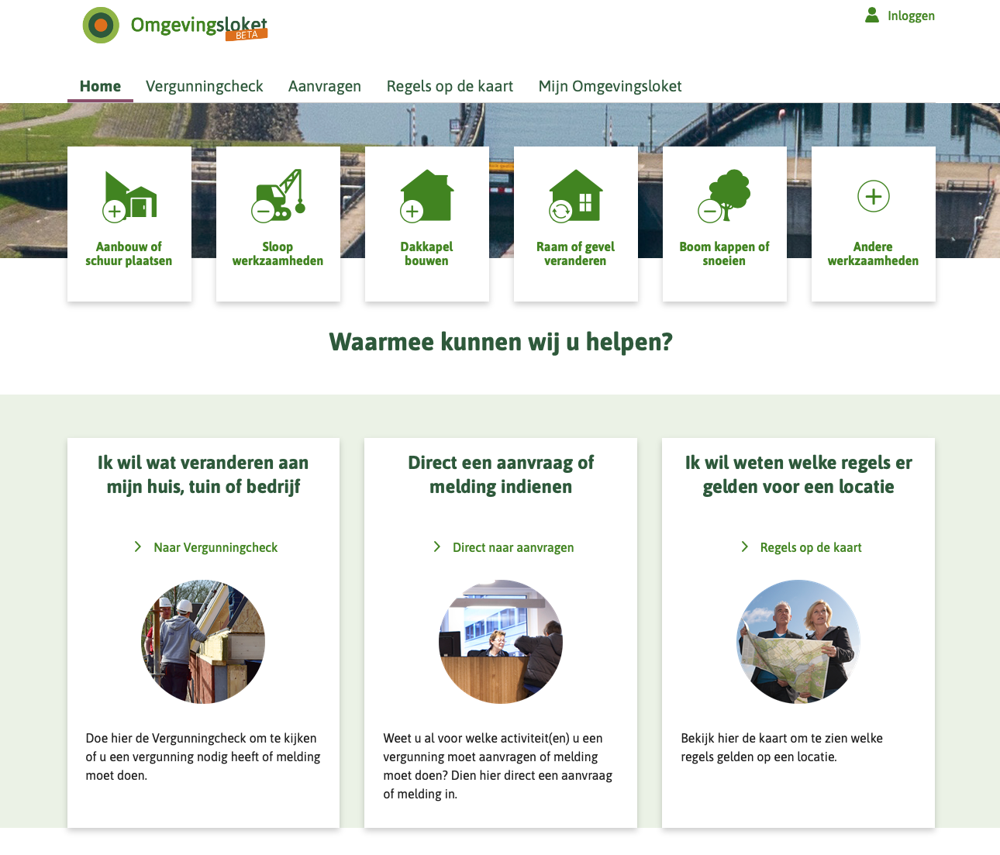 Omgevingsloket
BETA
Inloggen
Home
Vergunningcheck
Aanvragen
Regels op de kaart
Mijn Omgevingsloket
Aanbouw of
schuur plaatsen
Sloop
werkzaamheden
Dakkapel
bouwen
Raam of gevel
veranderen
Boom kappen of
snoeien
Andere
werkzaamheden
Waarmee kunnen wij u helpen?
Ik wil wat veranderen aan
mijn huis, tuin of bedrijf
Naar Vergunningcheck
Doe hier de Vergunningcheck om te kijken
of u een vergunning nodig heeft of melding
moet doen.
Direct een aanvraag of
melding indienen
Direct naar aanvragen
Weet u al voor welke activiteit(en) u een
vergunning moet aanvragen of melding
moet doen? Dien hier direct een aanvraag
of melding in.
Ik wil weten welke regels er
gelden voor een locatie
Regels op de kaart
Bekijk hier de kaart om te zien welke
regels gelden op een locatie.